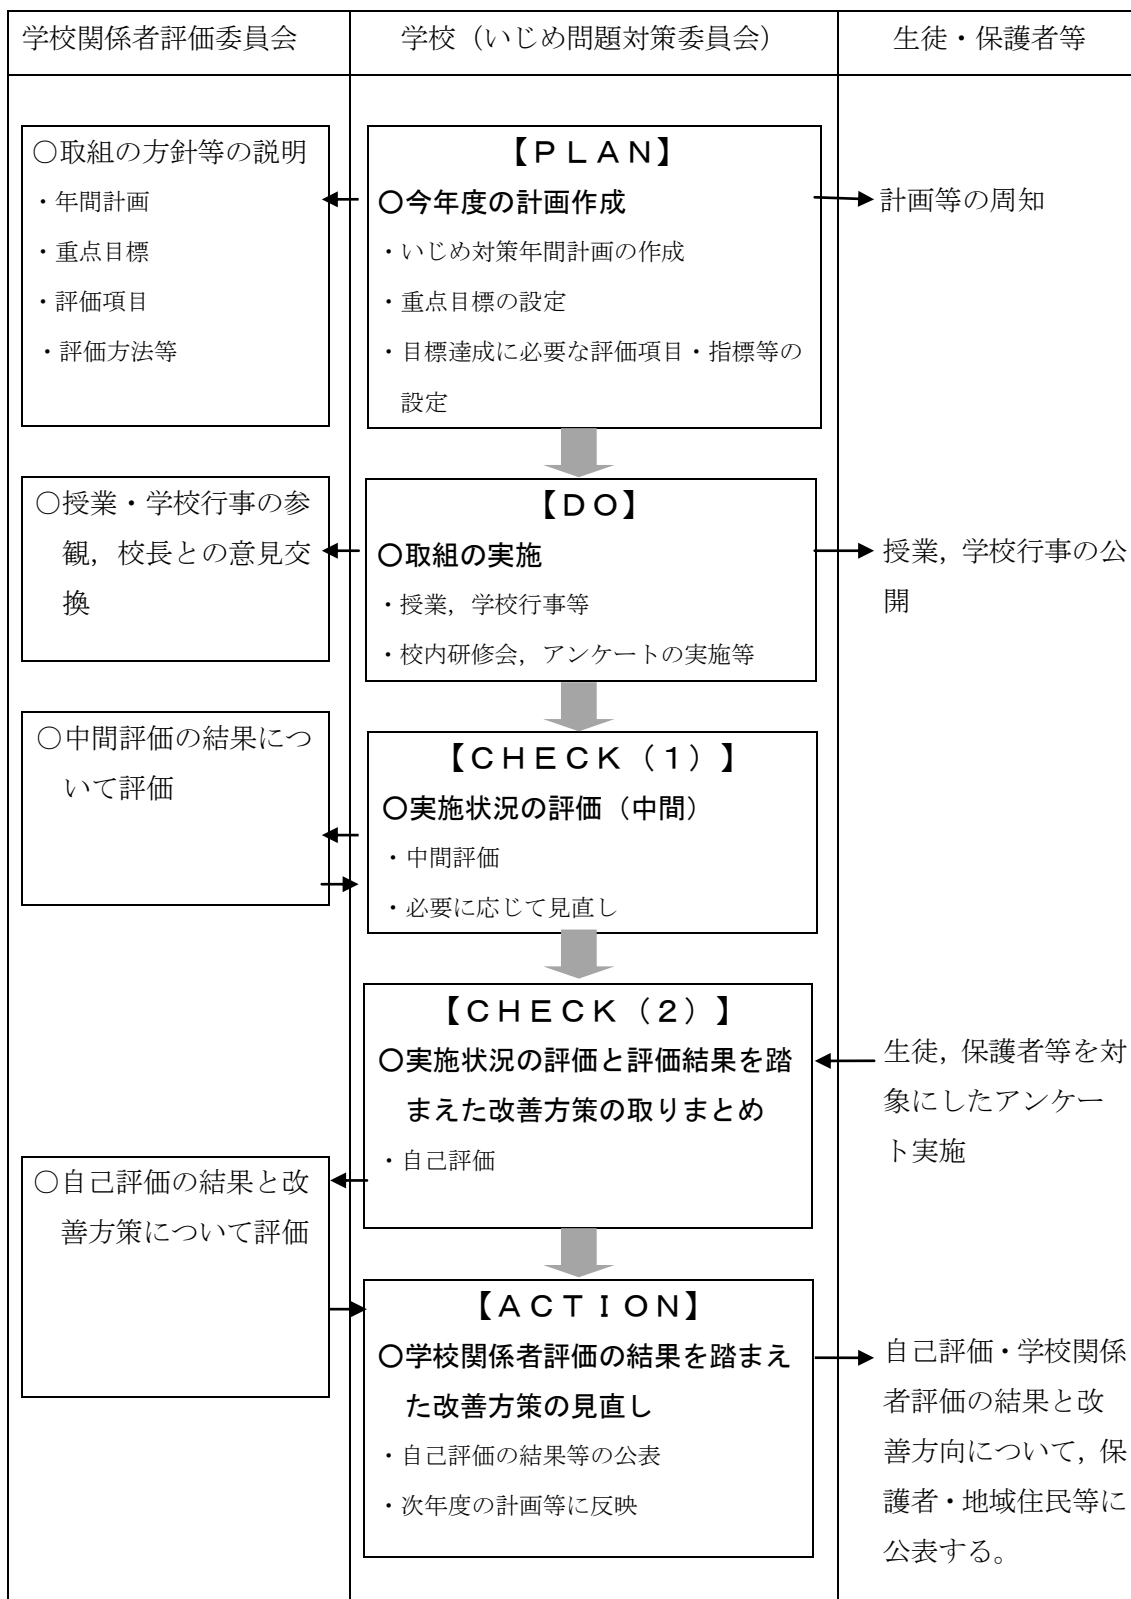 学校関係者評価委員会
学校（いじめ問題対策委員会）
生徒・保護者等
○取組の方針等の説明
・年間計画
・重点目標
・評価項目
・評価方法等
【ＰＬＡＮ】
○今年度の計画作成
・いじめ対策年間計画の作成
・重点目標の設定
・目標達成に必要な評価項目・指標等の
設定
計画等の周知
○授業・学校行事の参
観，校長との意見交
換
【ＤＯ】
○取組の実施
・授業，学校行事等
・校内研修会，アンケートの実施等
授業，学校行事の公
開
○中間評価の結果につ
いて評価
【ＣＨＥＣＫ（１）】
○実施状況の評価（中間）
・中間評価
・必要に応じて見直し
【ＣＨＥＣＫ（２）】
○実施状況の評価と評価結果を踏
まえた改善方策の取りまとめ
・自己評価
生徒，保護者等を対
象にしたアンケー
ト実施
○自己評価の結果と改
善方策について評価
【ＡＣＴＩＯＮ】
○学校関係者評価の結果を踏まえ
た改善方策の見直し
・自己評価の結果等の公表
・次年度の計画等に反映
自己評価・学校関係
者評価の結果と改
善方向について，保
護者・地域住民等に
公表する。